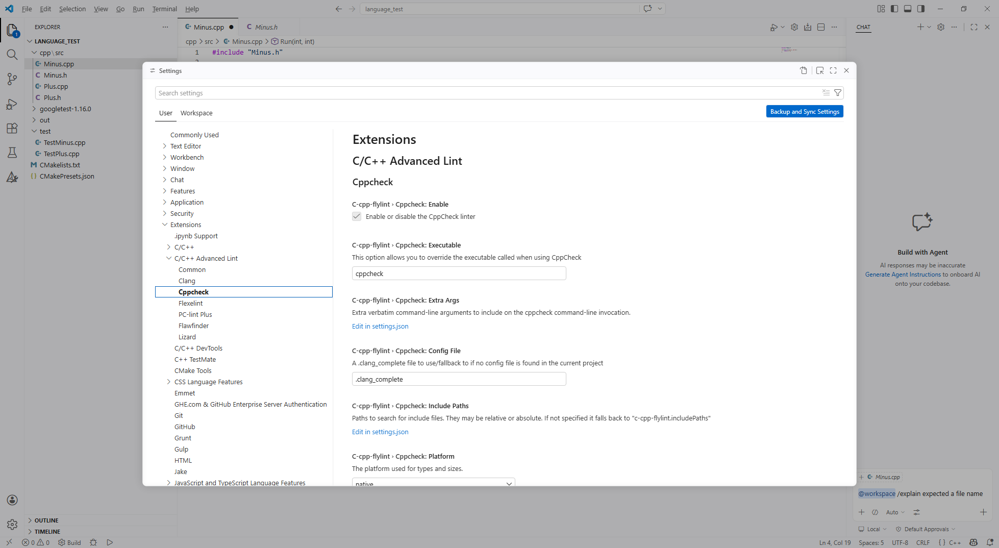 File Edit Selection View Go Run Terminal Help
language_test
EXPLORER
1
LANGUAGE_TEST
cpp\src
Minus.cpp
Minus.h
Plus.cpp
Plus.h
googletest-1.16.0
out
test
TestMinus.cpp
TestPlus.cpp
CMakelists.txt
CMakePresets.json
OUTLINE
TIMELINE
Minus.cpp
Minus.h
cpp > src > Minus.cpp > Run(int, int)
1 #include "Minus.h"
2
Settings
Search settings
User Workspace
Backup and Sync Settings
Commonly Used
Text Editor
Workbench
Window
Chat
Features
Application
Security
Extensions
.ipynb Support
C/C++
C/C++ Advanced Lint
Common
Clang
Cppcheck
Flexelint
PC-lint Plus
Flawfinder
Lizard
C/C++ DevTools
C++ TestMate
CMake Tools
CSS Language Features
Emmet
GHE.com & GitHub Enterprise Server Authentication
Git
GitHub
Grunt
Gulp
HTML
Jake
JavaScript and TypeScript Language Features
Extensions
C/C++ Advanced Lint
Cppcheck
C-cpp-flylint › Cppcheck: Enable
Enable or disable the CppCheck linter
C-cpp-flylint › Cppcheck: Executable
This option allows you to override the executable called when using CppCheck
cppcheck
C-cpp-flylint › Cppcheck: Extra Args
Extra verbatim command-line arguments to include on the cppcheck command-line invocation.
Edit in settings.json
C-cpp-flylint › Cppcheck: Config File
A .clang_complete file to use/fallback to if no config file is found in the current project
.clang_complete
C-cpp-flylint › Cppcheck: Include Paths
Paths to search for include files. They may be relative or absolute. If not specified it falls back to "c-cpp-flylint.includePaths"
Edit in settings.json
C-cpp-flylint › Cppcheck: Platform
The platform used for types and sizes.
native
CHAT
Build with Agent
AI responses may be inaccurate
Generate Agent Instructions to onboard AI
onto your codebase.
Minus.cpp
@workspace /explain expected a file name
Auto
Local Default Approvals
0 0 Build
Ln 4, Col 19 Spaces: 5 UTF-8 CRLF {} C++